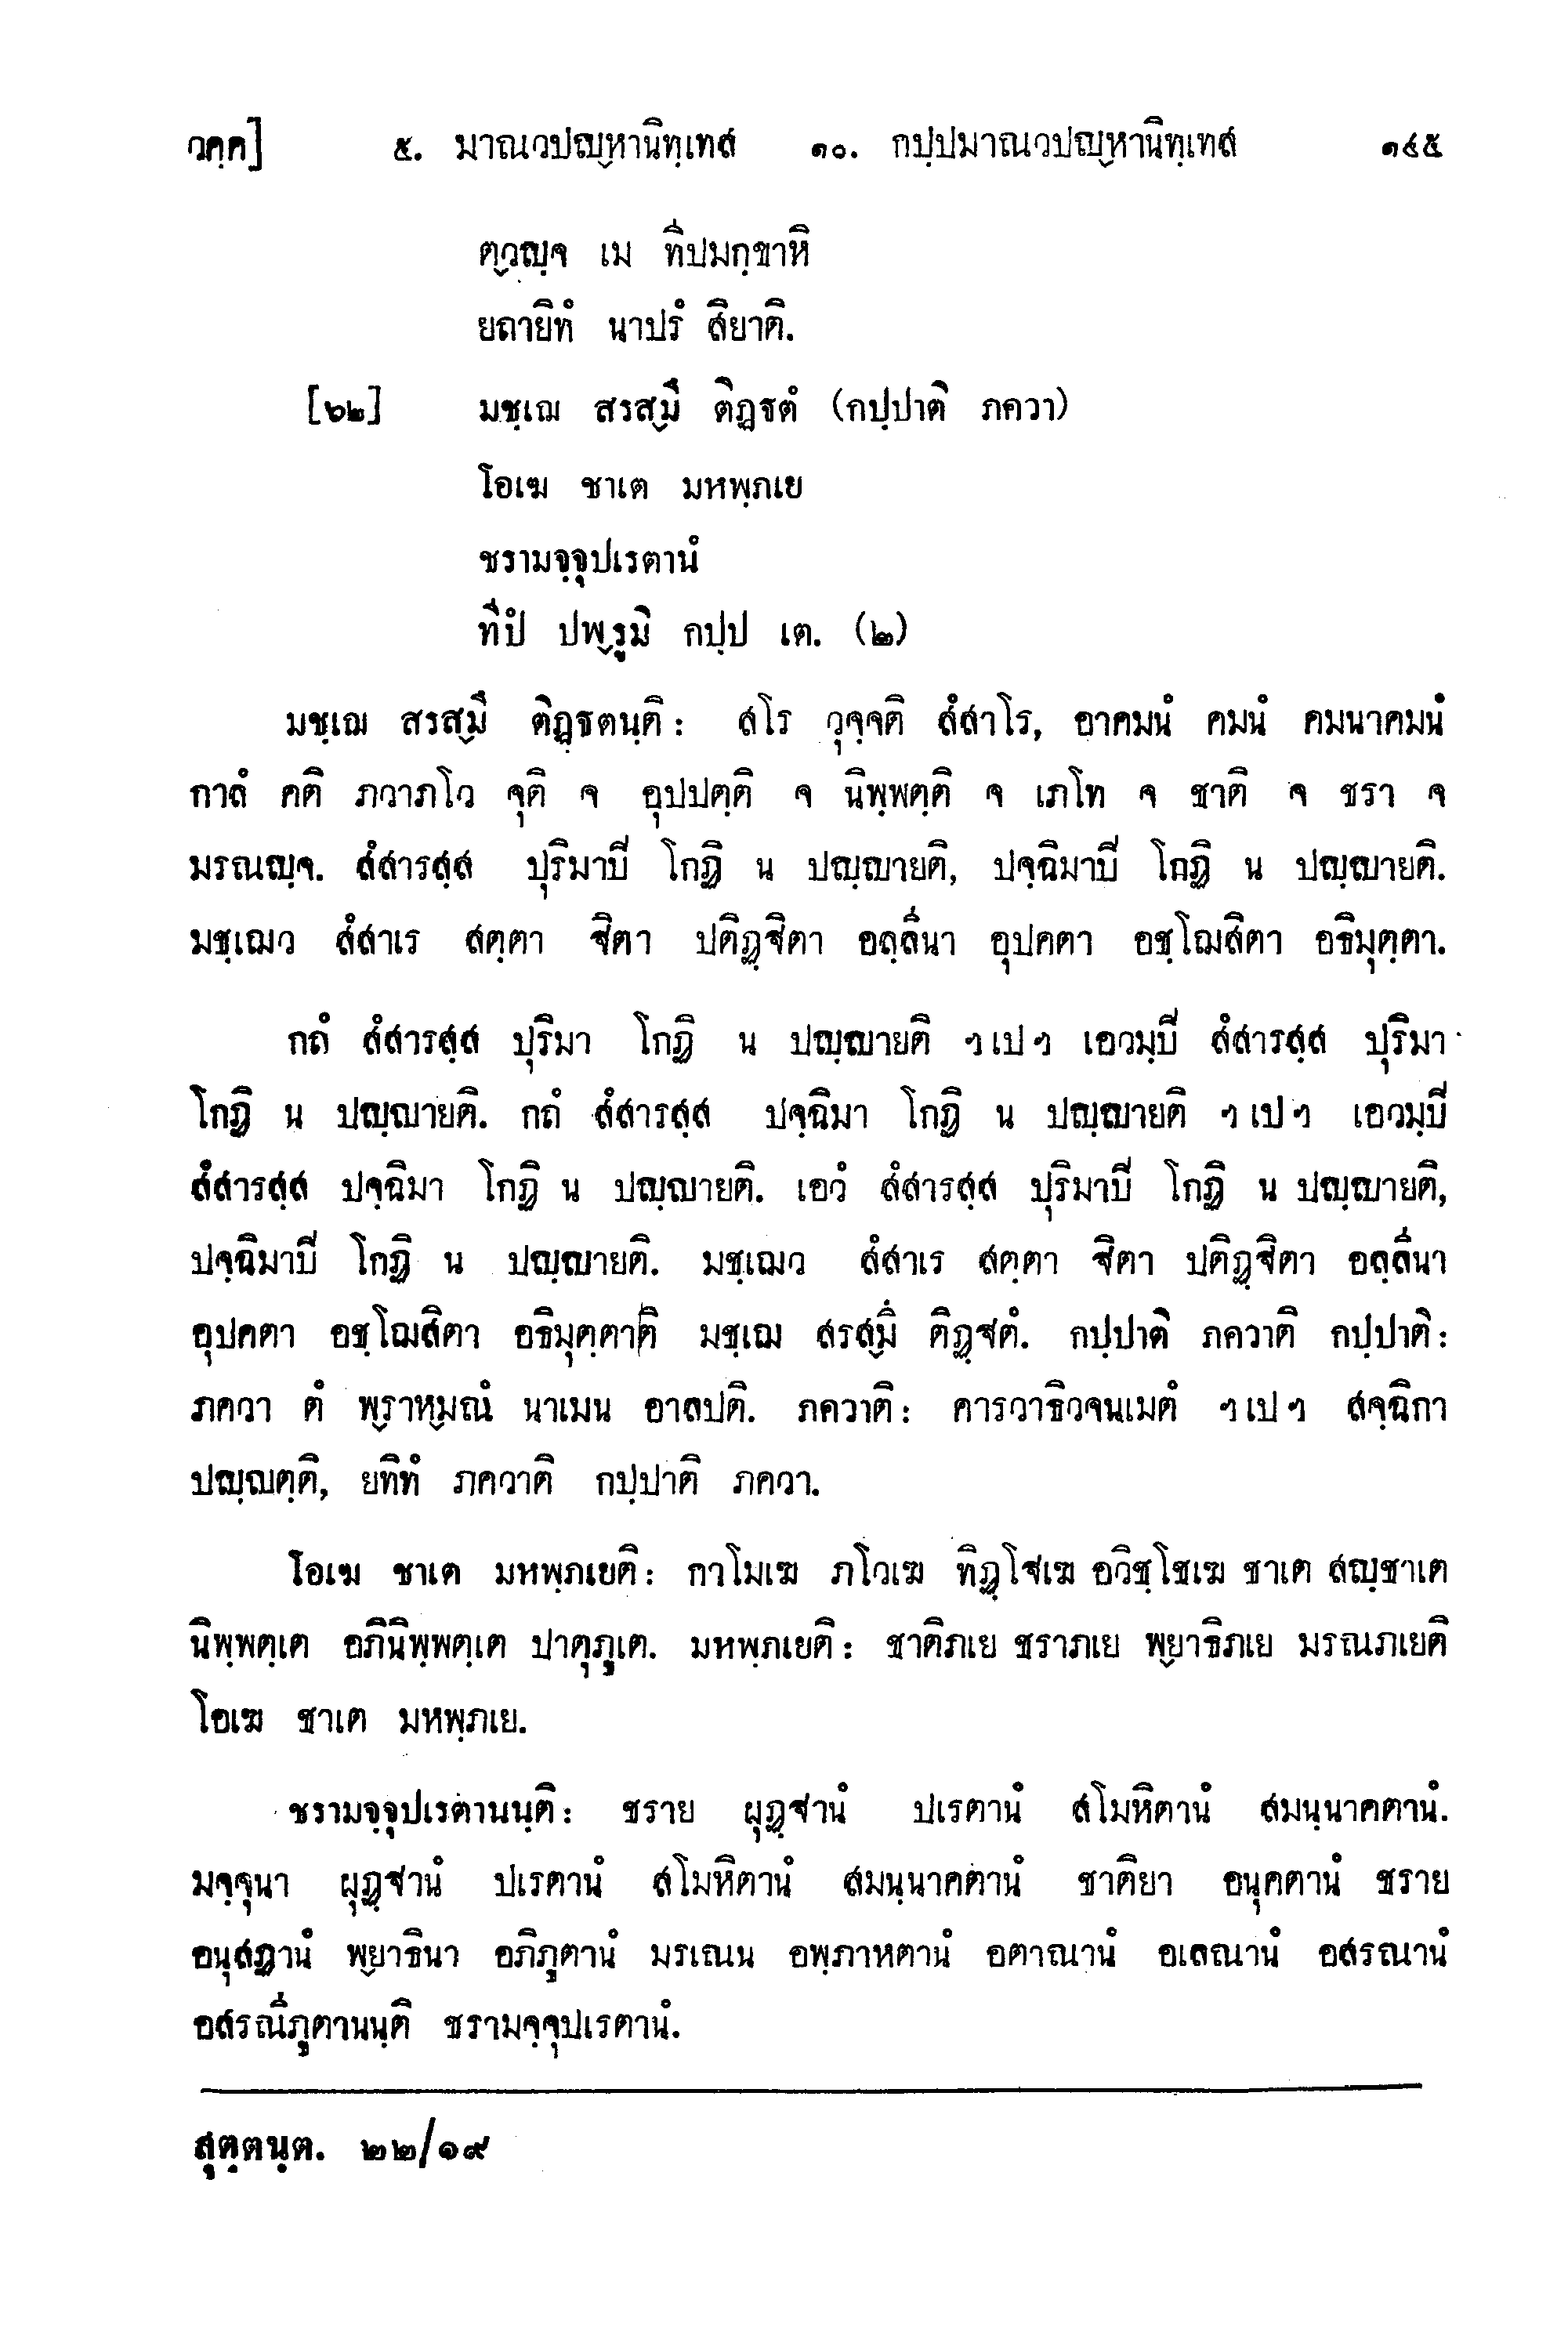 วคฺค]   ๕. มาณวปญฺหานิทฺเทส   ๑๐. กปฺปมาณวปญฺหานิทฺเทส   ๑๔๕
ตฺวญฺจ เม ทีปมกฺขาหิ
ยถายิทํ นาปรํ สิยาติ.
[๖๒] มชฺเฌ สรสฺมึ ติฏฺฐตํ (กปฺปาติ ภควา)
โอเฆ ชาเต มหพฺภเย
ชรามจฺจุปเรตานํ
ทีปํ ปพฺรูมิ กปฺป เต. (๒)
มชฺเฌ สรสฺมึ ติฏฺฐตนฺติ: สโร วุจฺจติ สํสาโร, อาคมนํ คมนํ คมนาคมนํ
กาลํ คติ ภวาภโว จุติ จ อุปปตฺติ จ นิพฺพตฺติ จ เภโท จ ชาติ จ ชรา จ
มรณญฺจ. สํสารสฺส ปุริมาปิ โกฏิ น ปญฺญายติ, ปจฺฉิมาปิ โกฏิ น ปญฺญายติ.
มชฺเฌว สํสาเร สตฺตา ฐิตา ปติฏฺฐิตา อลฺลีนา อุปคตา อชฺโฌสิตา อธิมุตฺตา.
กถํ สํสารสฺส ปุริมา โกฏิ น ปญฺญายติ ฯเปฯ เอวมฺปิ สํสารสฺส ปุริมา
โกฏิ น ปญฺญายติ. กถํ สํสารสฺส ปจฺฉิมา โกฏิ น ปญฺญายติ ฯเปฯ เอวมฺปิ
สํสารสฺส ปจฺฉิมา โกฏิ น ปญฺญายติ. เอวํ สํสารสฺส ปุริมาปิ โกฏิ น ปญฺญายติ,
ปจฺฉิมาปิ โกฏิ น ปญฺญายติ. มชฺเฌว สํสาเร สตฺตา ฐิตา ปติฏฺฐิตา อลฺลีนา
อุปคตา อชฺโฌสิตา อธิมุตฺตาติ มชฺเฌ สรสฺมึ ติฏฺฐตํ. กปฺปาติ ภควาติ กปฺปาติ:
ภควา ตํ พฺราหฺมณํ นาเมน อาลปติ. ภควาติ: คารวาธิวจนเมตํ ฯเปฯ สจฺฉิกา
ปญฺญตฺติ, ยทิทํ ภควาติ กปฺปาติ ภควา.
โอเฆ ชาเต มหพฺภเยติ: กาโมเฆ ภโวเฆ ทิฏฺโฐเฆ อวิชฺโชเฆ ชาเต สญฺชาเต
นิพฺพตฺเต อภินิพฺพตฺเต ปาตุภูเต. มหพฺภเยติ: ชาติภเย ชราภเย พฺยาธิภเย มรณภเยติ
โอเฆ ชาเต มหพฺภเย.
ชรามจฺจุปเรตานนฺติ: ชราย ผุฏฺฐานํ ปเรตานํ สโมหิตานํ สมนฺนาคตานํ.
มจฺจุนา ผุฏฺฐานํ ปเรตานํ สโมหิตานํ สมนฺนาคตานํ ชาติยา อนุคตานํ ชราย
อนุสฏานํ พฺยาธินา อภิภูตานํ มรเณน อพฺภาหตานํ อตาณานํ อเลณานํ อสรณานํ
อสรณีภูตานนฺติ ชรามจฺจุปเรตานํ.
สุตฺตนฺต. ๒๒/๑๙